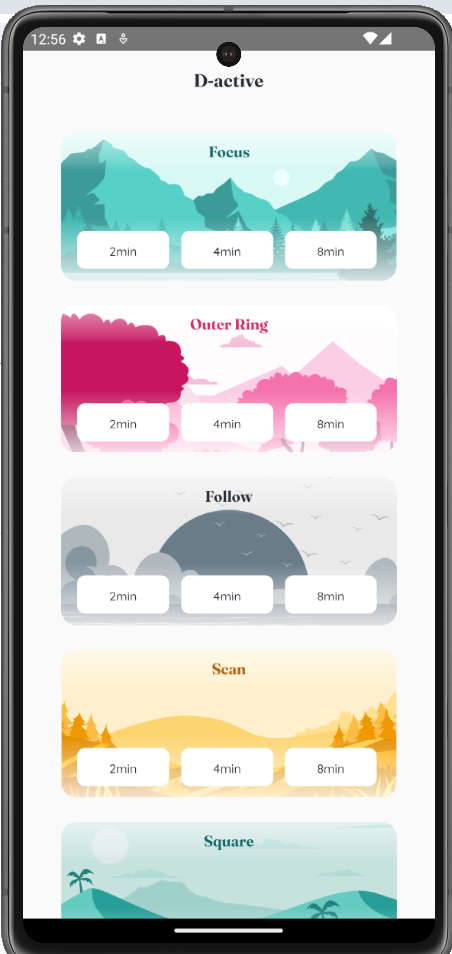 12:56
D-active
Focus
2min 4min 8min
Outer Ring
2min 4min 8min
Follow
2min 4min 8min
Scan
2min 4min 8min
Square